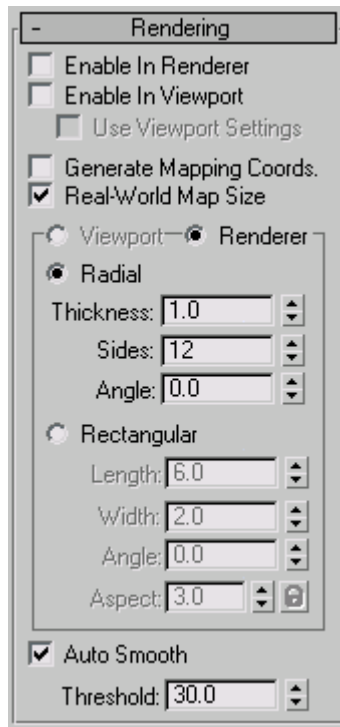 - Rendering
Enable In Renderer
Enable In Viewport
Use Viewport Settings
Generate Mapping Coords.
Real-World Map Size
Viewport Renderer
Radial
Thickness: 1.0
Sides: 12
Angle: 0.0
Rectangular
Length: 6.0
Width: 2.0
Angle: 0.0
Aspect: 3.0
Auto Smooth
Threshold: 30.0